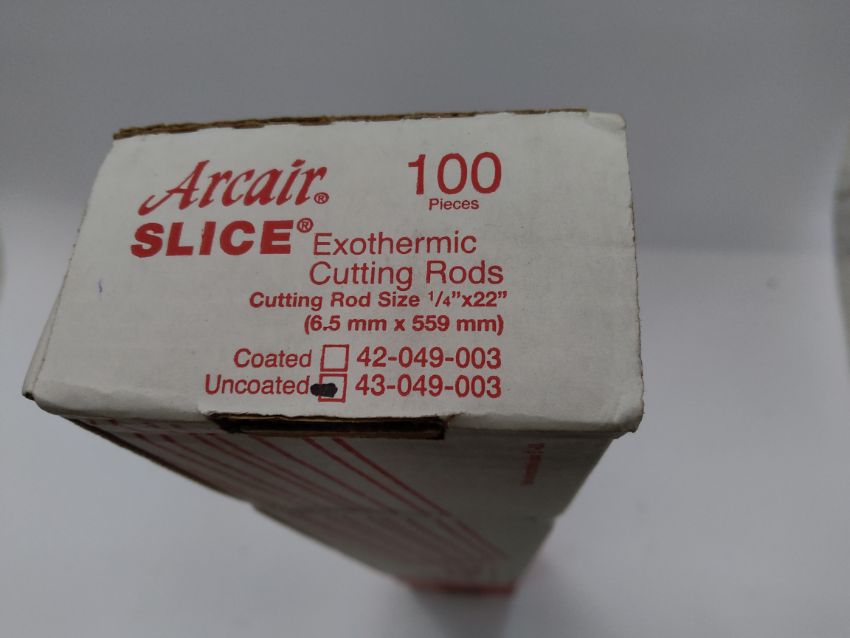 Arcair®
100
Pieces
SLICE® Exothermic
Cutting Rods
Cutting Rod Size 1/4"x22"
(6.5 mm x 559 mm)
Coated 42-049-003
Uncoated 43-049-003